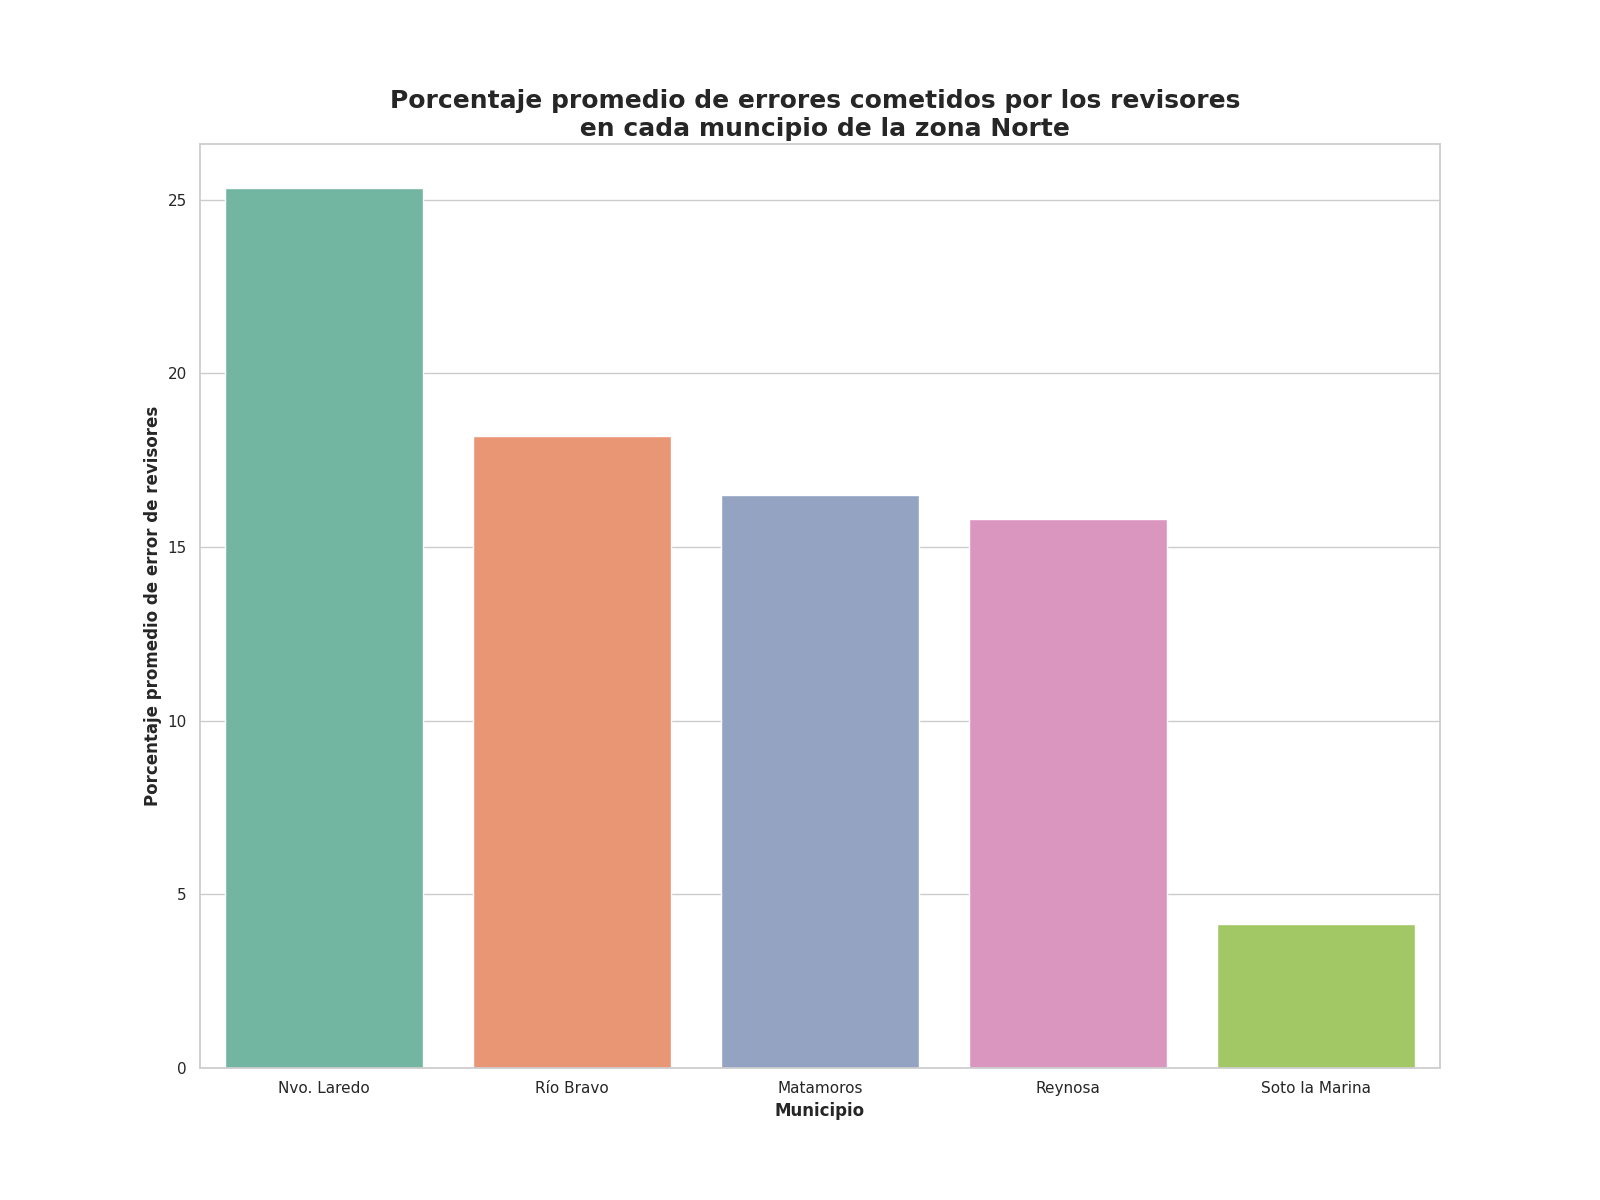 Porcentaje promedio de errores cometidos por los revisores
en cada muncipio de la zona Norte
Porcentaje promedio de error de revisores
25
20
15
10
5
0
Nvo. Laredo
Río Bravo
Matamoros
Reynosa
Soto la Marina
Municipio